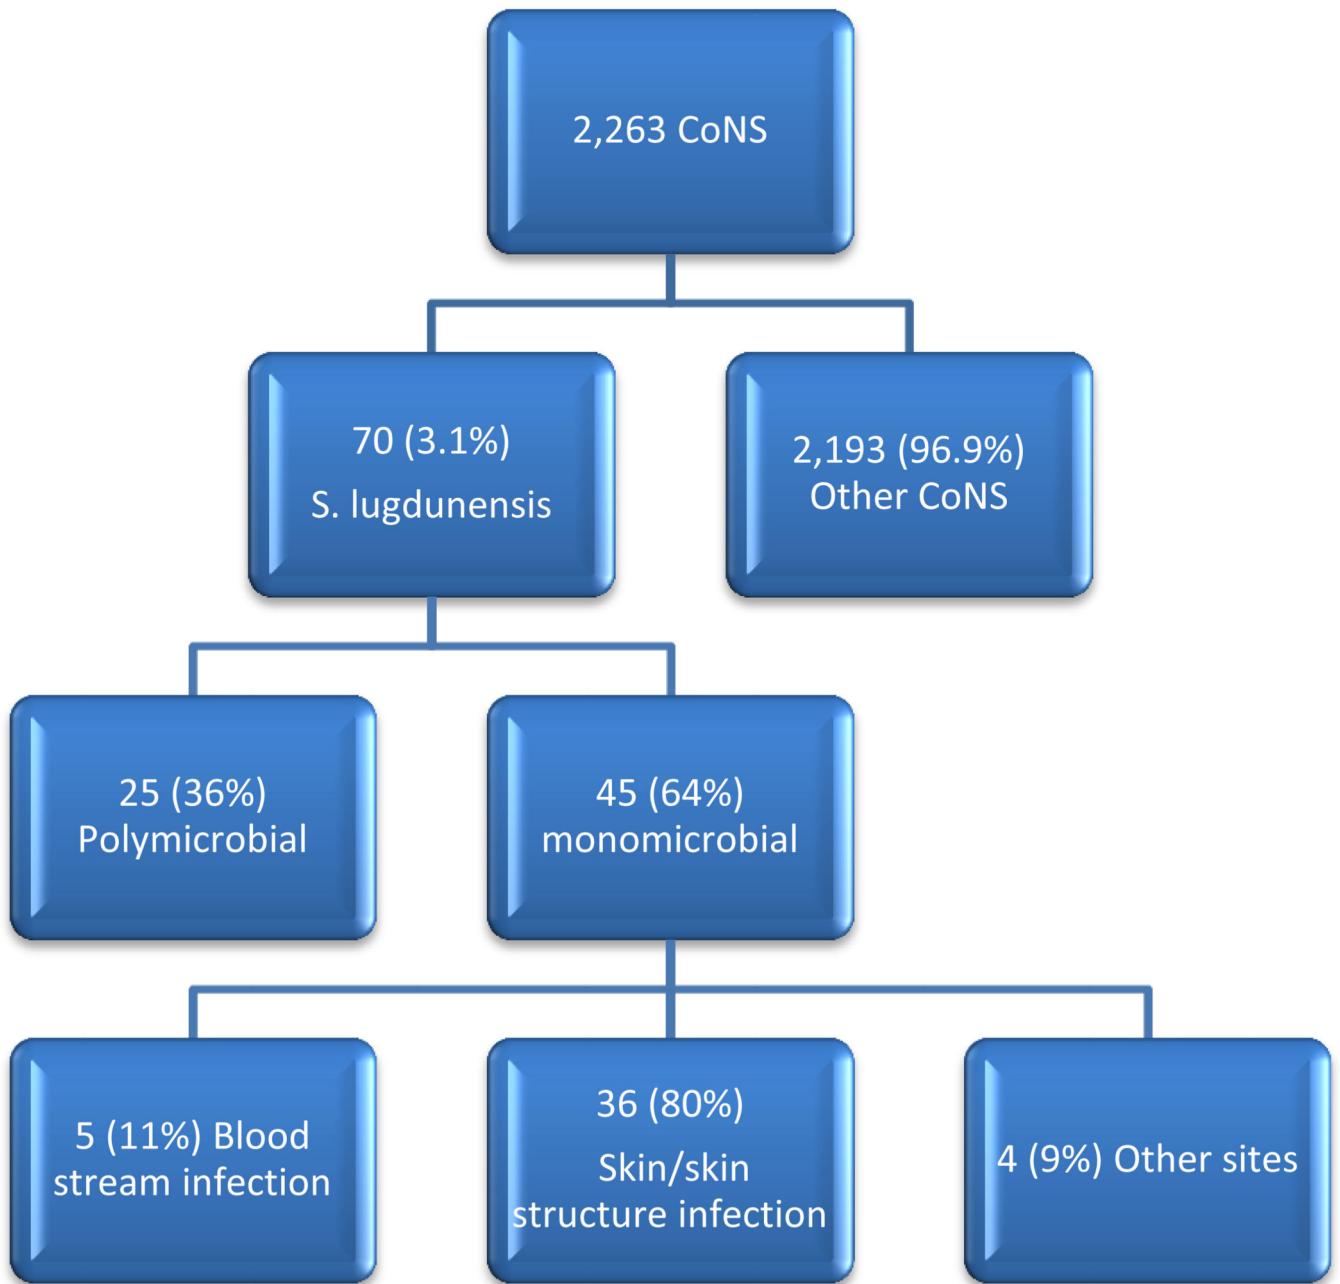 2,263 CoNS
70 (3.1%)
S. lugdunensis
2,193 (96.9%)
Other CoNS
25 (36%)
Polymicrobial
45 (64%)
monomicrobial
5 (11%) Blood
stream infection
36 (80%)
Skin/skin
structure infection
4 (9%) Other sites